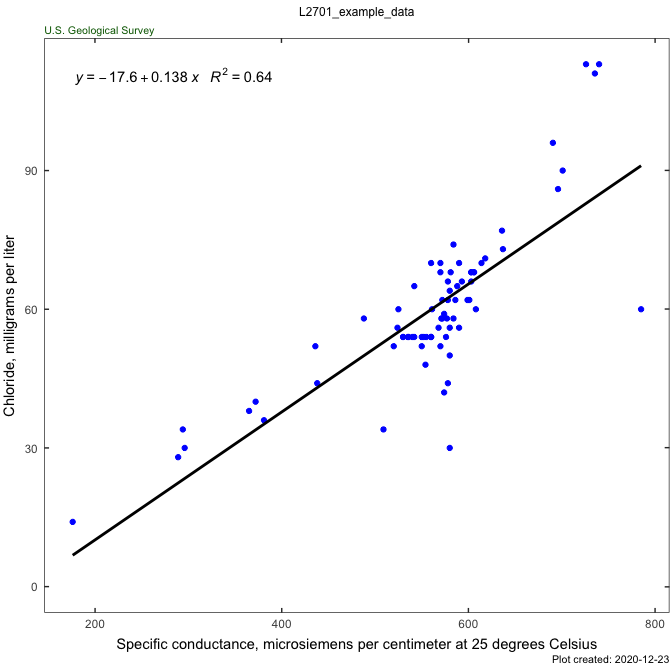 L2701_example_data
U.S. Geological Survey
y = − 17.6 + 0.138 x R² = 0.64
90
60
30
0
Chloride, milligrams per liter
200 400 600 800
Specific conductance, microsiemens per centimeter at 25 degrees Celsius
Plot created: 2020-12-23